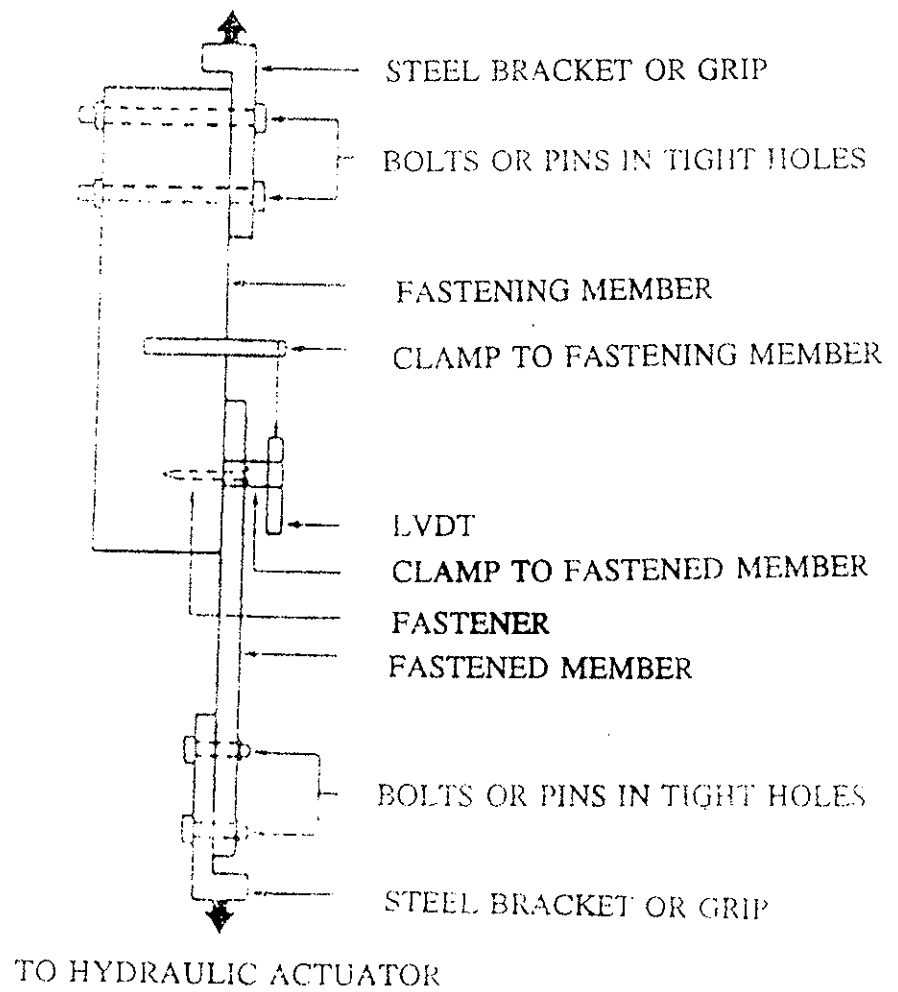 STEEL BRACKET OR GRIP
BOLTS OR PINS IN TIGHT HOLES
FASTENING MEMBER
CLAMP TO FASTENING MEMBER
LVDT
CLAMP TO FASTENED MEMBER
FASTENER
FASTENED MEMBER
BOLTS OR PINS IN TIGHT HOLES
STEEL BRACKET OR GRIP
TO HYDRAULIC ACTUATOR